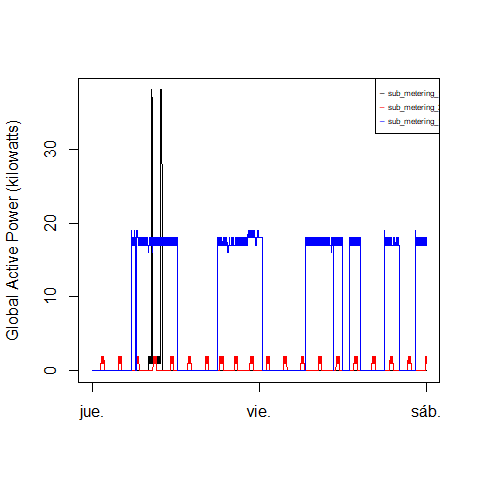 Global Active Power (kilowatts)
30
20
10
0
jue.
vie.
sáb.
sub_metering_
sub_metering_
sub_metering_